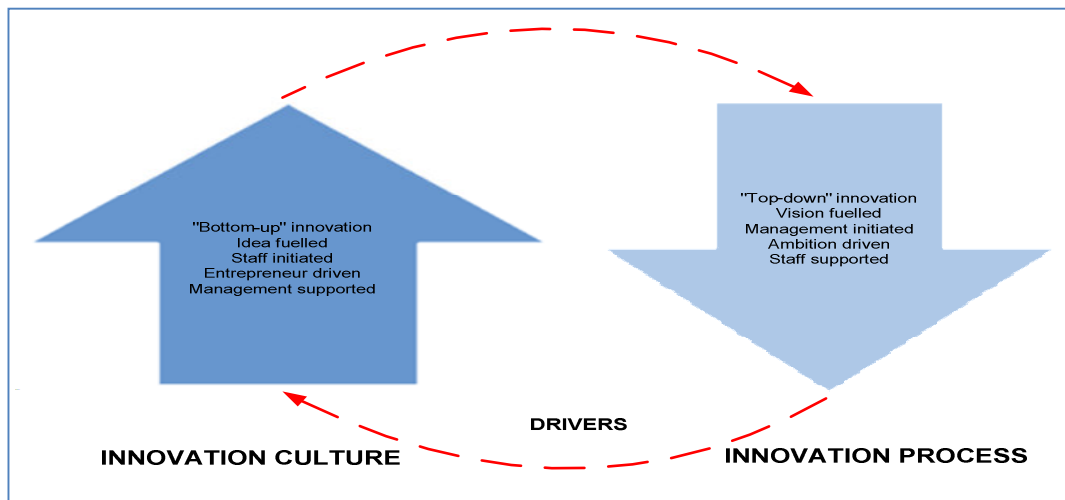 "Bottom-up" innovation
Idea fuelled
Staff initiated
Entrepreneur driven
Management supported
"Top-down" innovation
Vision fuelled
Management initiated
Ambition driven
Staff supported
DRIVERS
INNOVATION CULTURE
INNOVATION PROCESS